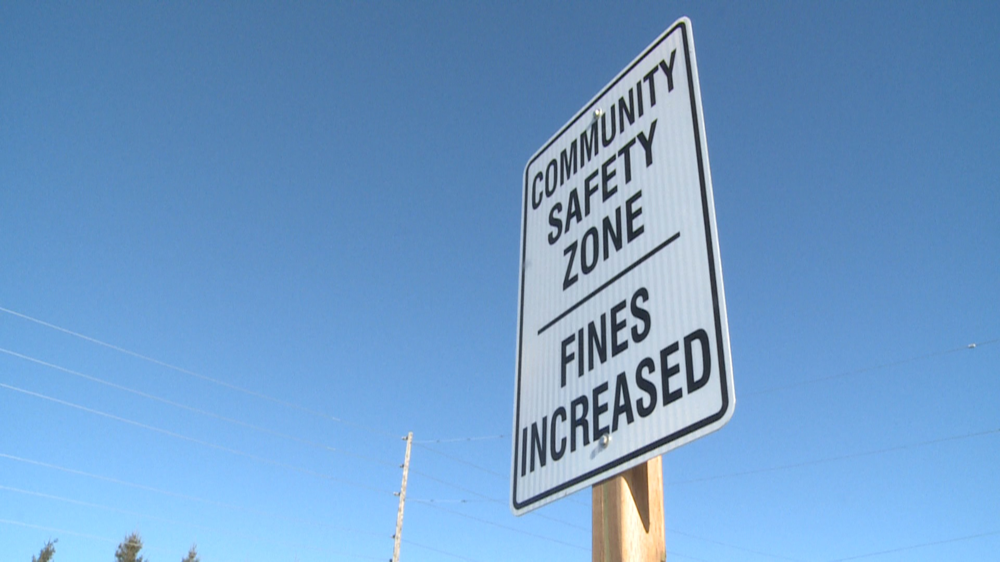 COMMUNITY
SAFETY
ZONE
FINES
INCREASED